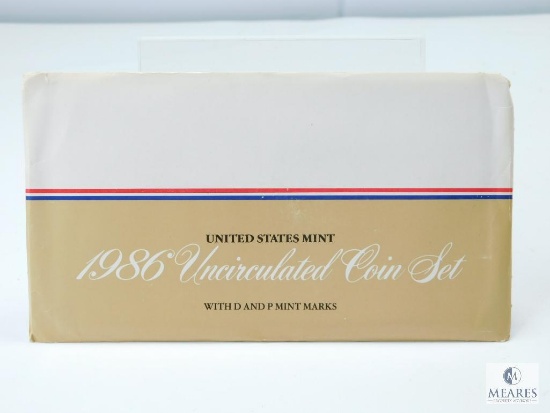 UNITED STATES MINT
1986 Uncirculated Coin Set
WITH D AND P MINT MARKS
M
MEARES